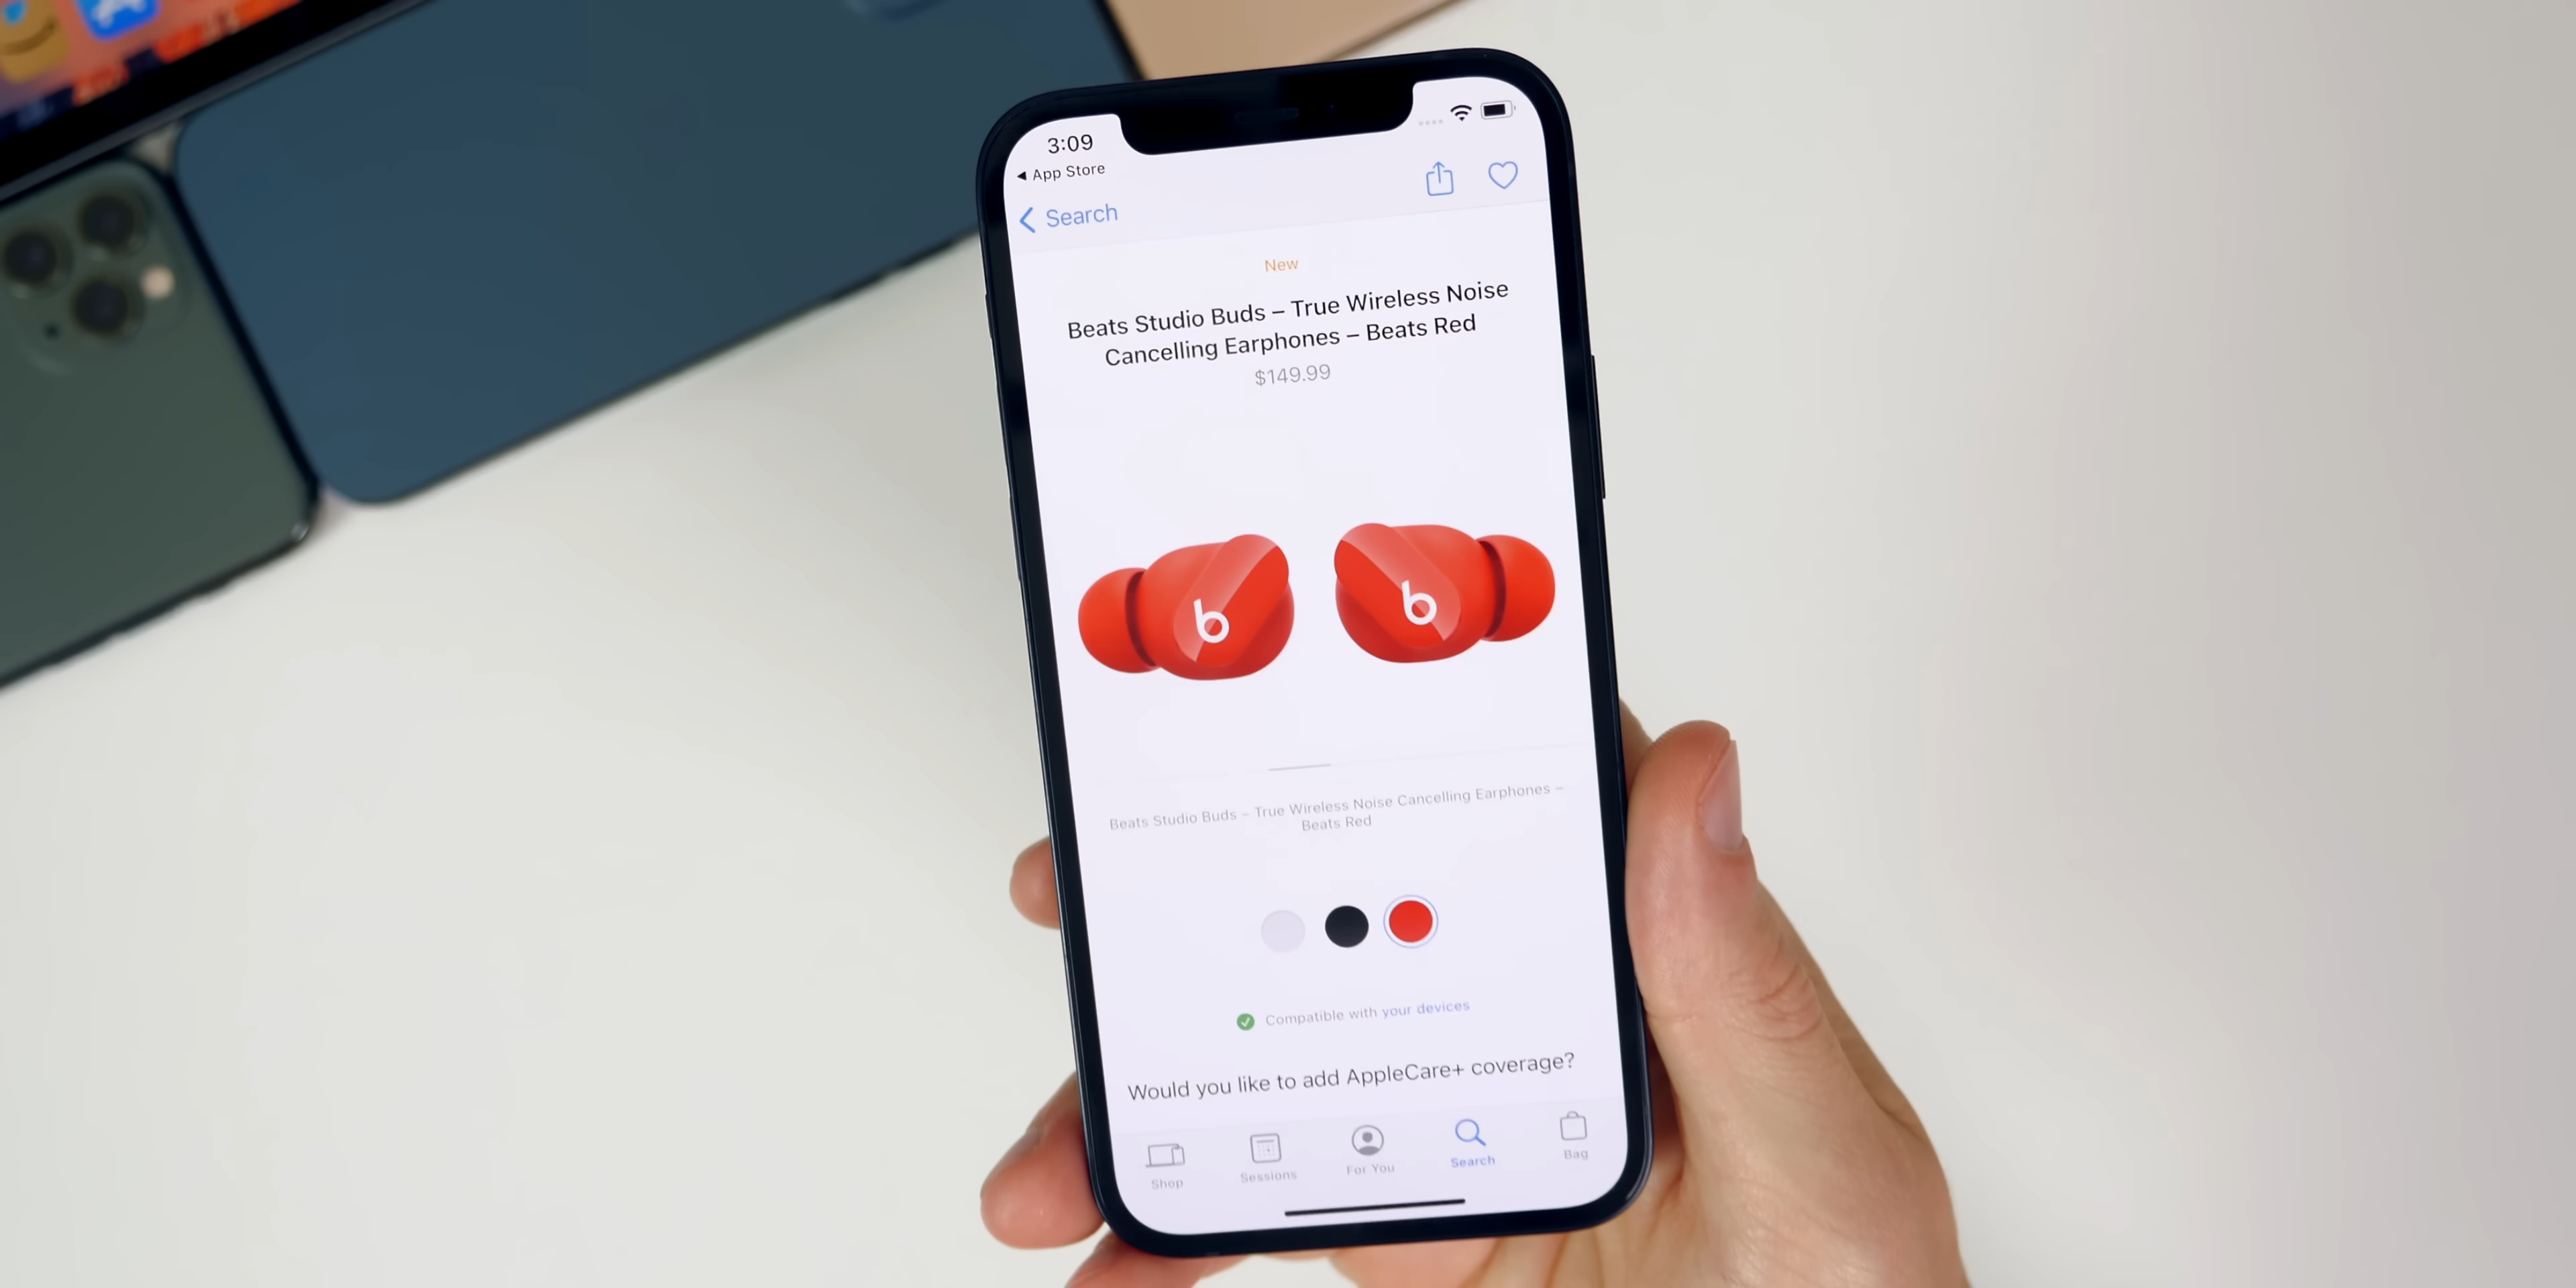 3:09
◀ App Store
Search
New
Beats Studio Buds – True Wireless Noise
Cancelling Earphones – Beats Red
$149.99
b
b
Beats Studio Buds – True Wireless Noise Cancelling Earphones –
Beats Red
Compatible with your devices
Would you like to add AppleCare+ coverage?
Shop
Sessions
For You
Search
Bag